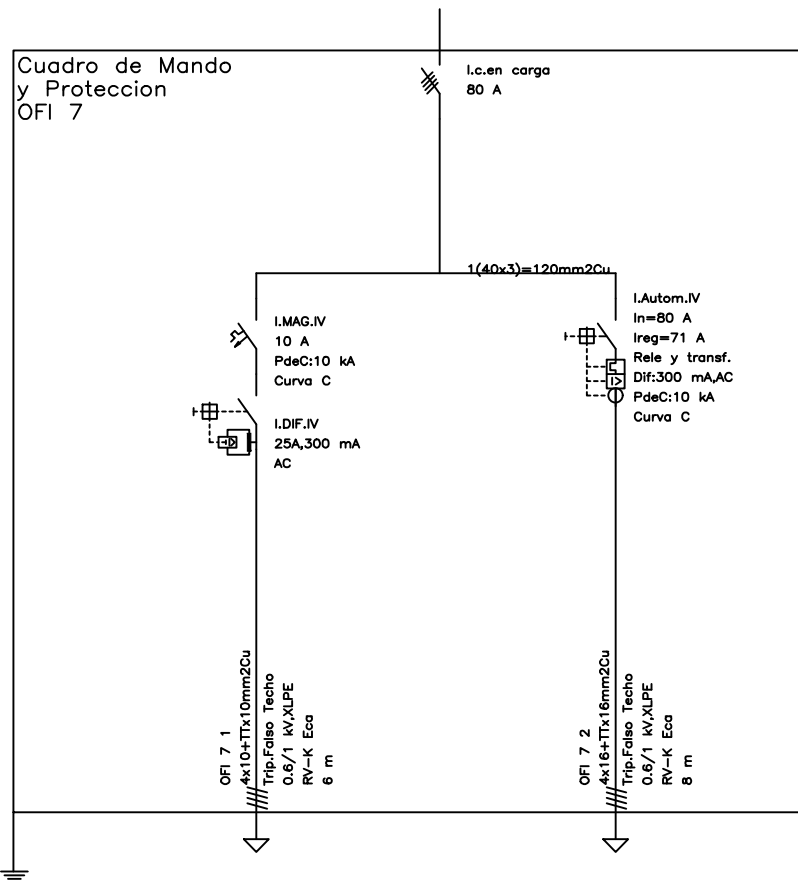 Cuadro de Mando
y Proteccion
OFI 7
I.c.en carga
80 A
1(40x3)=120mm2Cu
I.MAG.IV
10 A
PdeC:10 kA
Curva C
I.DIF.IV
25A,300 mA
AC
I.Autom.IV
In=80 A
Ireg=71 A
Rele y transf.
Dif:300 mA,AC
PdeC:10 kA
Curva C
OFI 7 1
4x10+TTx10mm2Cu
Trip.Falso Techo
0.6/1 kV,XLPE
RV-K Eca
6 m
OFI 7 2
4x16+TTx16mm2Cu
Trip.Falso Techo
0.6/1 kV,XLPE
RV-K Eca
8 m